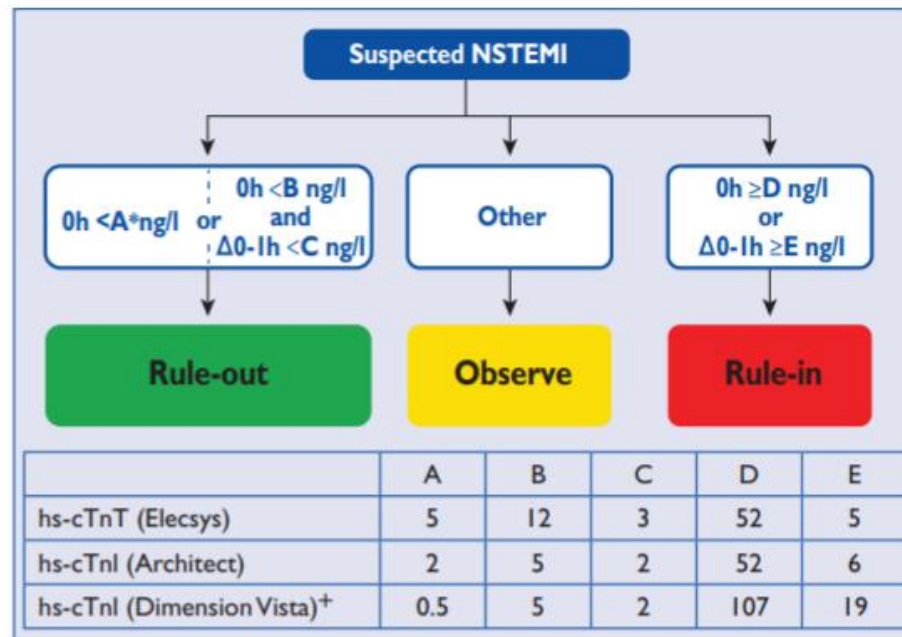 Suspected NSTEMI
0h <A*ng/l or
0h <B ng/l
and
Δ0-1h <C ng/l
Other
0h ≥D ng/l
or
Δ0-1h ≥E ng/l
Rule-out
Observe
Rule-in
A B C D E
hs-cTnT (Elecsys) 5 12 3 52 5
hs-cTnI (Architect) 2 5 2 52 6
hs-cTnI (Dimension Vista)+ 0.5 5 2 107 19